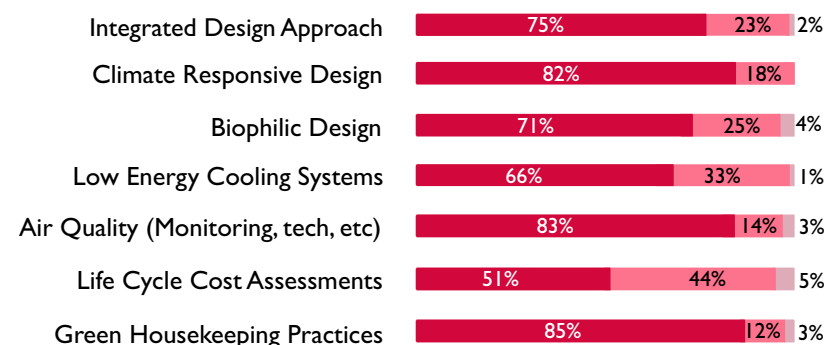 Integrated Design Approach 75% 23% 2%
Climate Responsive Design 82% 18%
Biophilic Design 71% 25% 4%
Low Energy Cooling Systems 66% 33% 1%
Air Quality (Monitoring, tech, etc) 83% 14% 3%
Life Cycle Cost Assessments 51% 44% 5%
Green Housekeeping Practices 85% 12% 3%